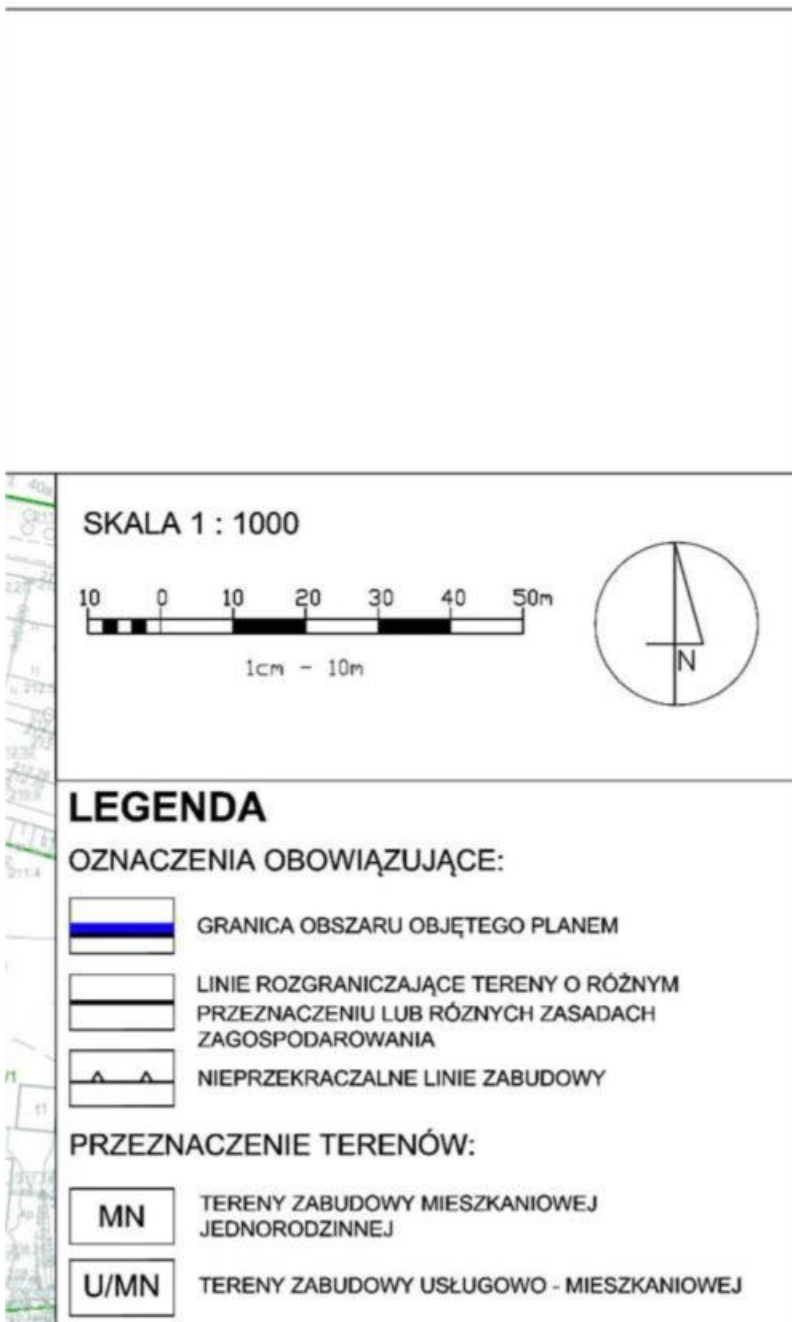 SKALA 1 : 1000
10 0 10 20 30 40 50m
1cm - 10m
N
LEGENDA
OZNACZENIA OBOWIĄZUJĄCE:
GRANICA OBSZARU OBJĘTEGO PLANEM
LINIE ROZGRANICZAJĄCE TERENY O RÓŻNYM
PRZEZNACZENIU LUB RÓZNYCH ZASADACH
ZAGOSPODAROWANIA
NIEPRZEKRACZALNE LINIE ZABUDOWY
PRZEZNACZENIE TERENÓW:
MN
TERENY ZABUDOWY MIESZKANIOWEJ
JEDNORODZINNEJ
U/MN
TERENY ZABUDOWY USŁUGOWO - MIESZKANIOWEJ
211.4